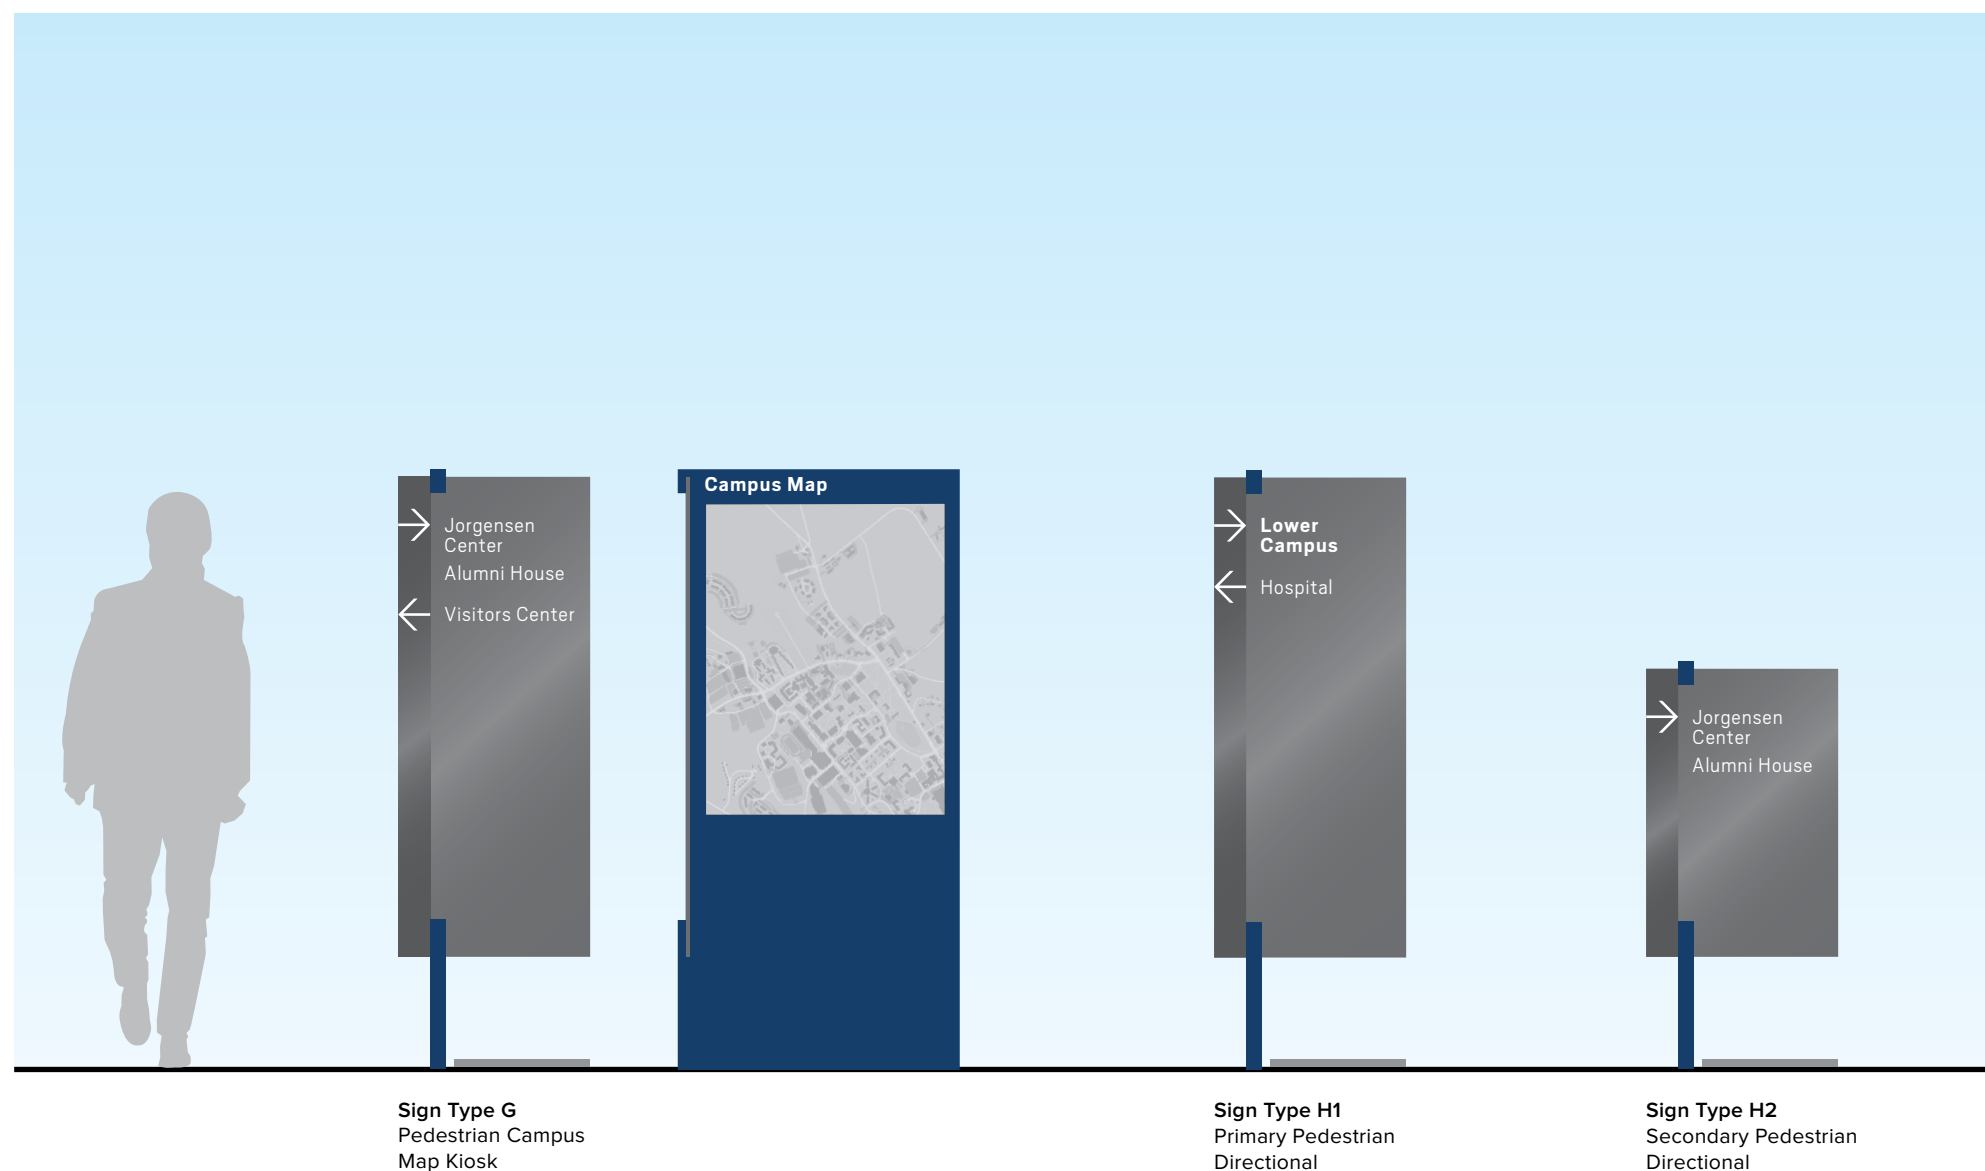 Jorgensen
Center
Alumni House
Visitors Center
Campus Map
Lower
Campus
Hospital
Jorgensen
Center
Alumni House
Sign Type G
Pedestrian Campus
Map Kiosk
Sign Type H1
Primary Pedestrian
Directional
Sign Type H2
Secondary Pedestrian
Directional